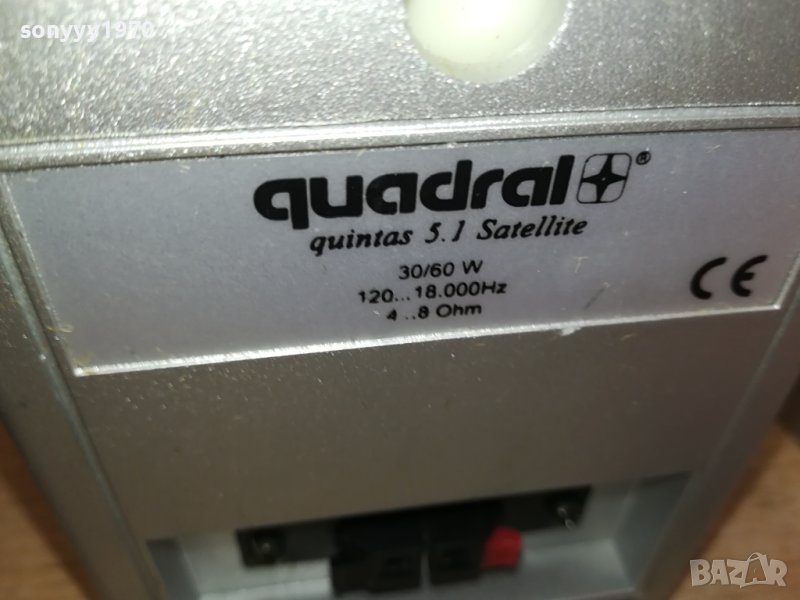 sonyyy1970
quadral ®
quintas 5.1 Satellite
30/60 W
120...18.000Hz
4..8 Ohm
CE
BAZAR